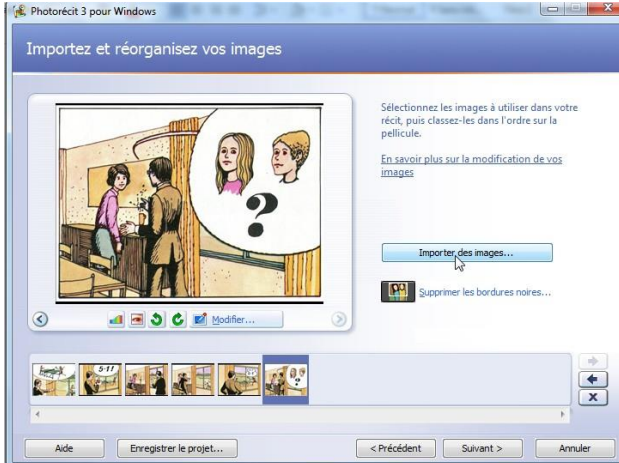 Photorécit 3 pour Windows
Importez et réorganisez vos images
Sélectionnez les images à utiliser dans votre
récit, puis classez-les dans l'ordre sur la
pellicule.
En savoir plus sur la modification de vos
images
?
Importer des images...
Supprimer les bordures noires...
Modifier...
5-11
Aide
Enregistrer le projet...
< Précédent
Suivant >
Annuler